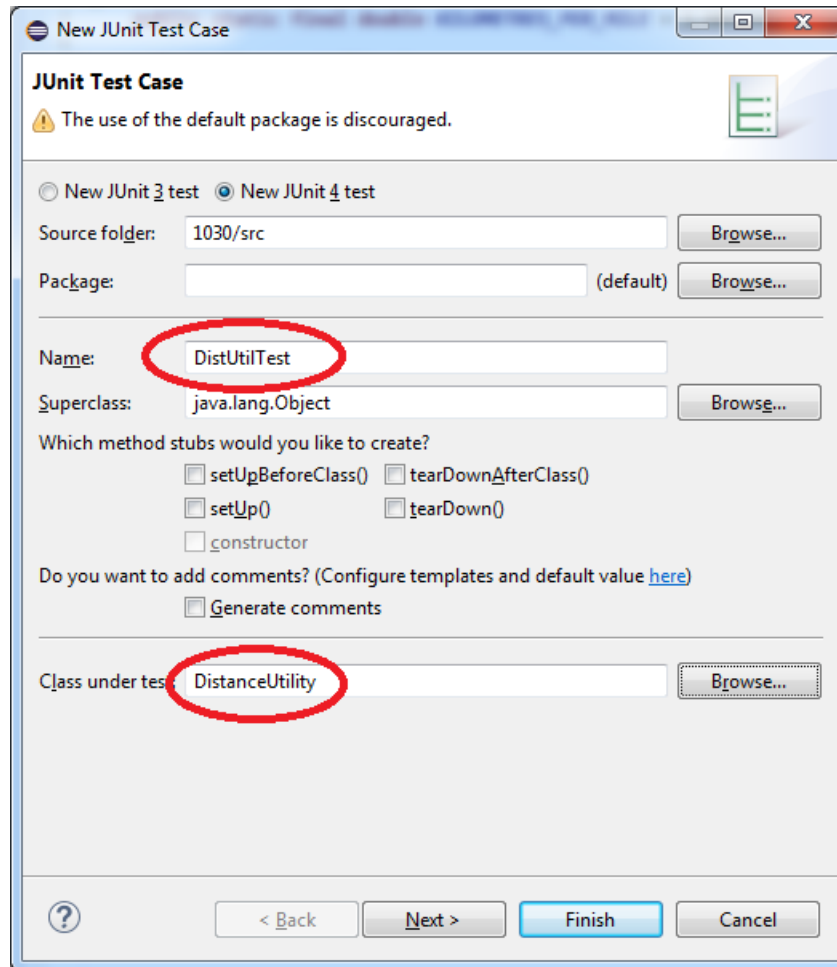 New JUnit Test Case
JUnit Test Case
The use of the default package is discouraged.
New JUnit 3 test New JUnit 4 test
Source folder: 1030/src Browse...
Package: (default) Browse...
Name: DistUtilTest
Superclass: java.lang.Object Browse...
Which method stubs would you like to create?
setUpBeforeClass() tearDownAfterClass()
setUp() tearDown()
constructor
Do you want to add comments? (Configure templates and default value here)
Generate comments
Class under test: DistanceUtility Browse...
? < Back Next > Finish Cancel